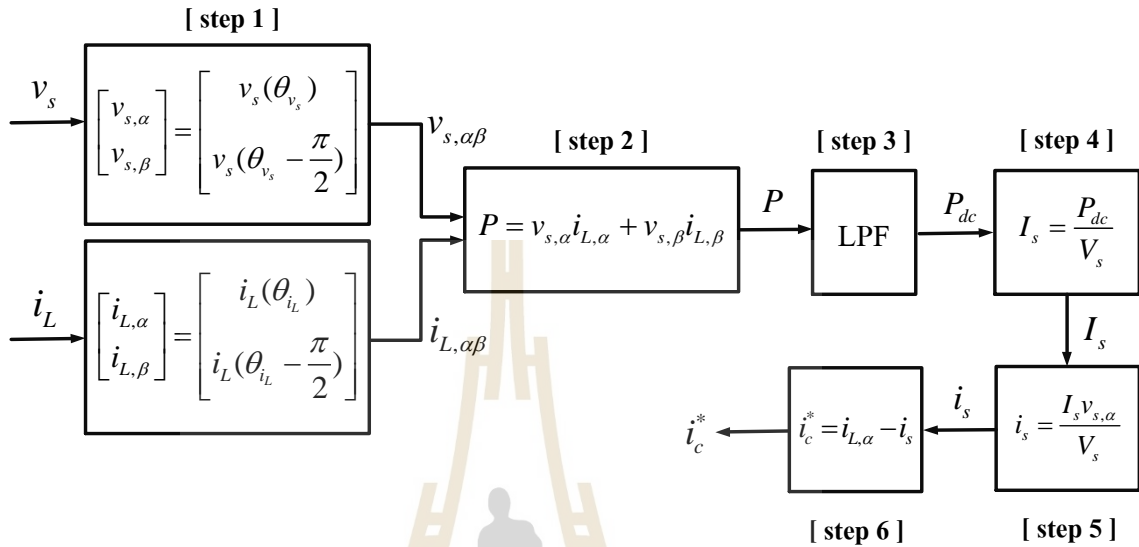 [ step 1 ]
v_s
[v_{s,α} v_{s,β}] = [v_s(θ_{v_s}) v_s(θ_{v_s} - π/2)]
v_{s,αβ}
i_L
[i_{L,α} i_{L,β}] = [i_L(θ_{i_L}) i_L(θ_{i_L} - π/2)]
i_{L,αβ}
[ step 2 ]
P = v_{s,α} i_{L,α} + v_{s,β} i_{L,β}
P
[ step 3 ]
LPF
P_{dc}
[ step 4 ]
I_s = P_{dc}/V_s
I_s
i_s = I_s v_{s,α}/V_s
[ step 5 ]
i_s
i_c^* = i_{L,α} - i_s
[ step 6 ]
i_c^*